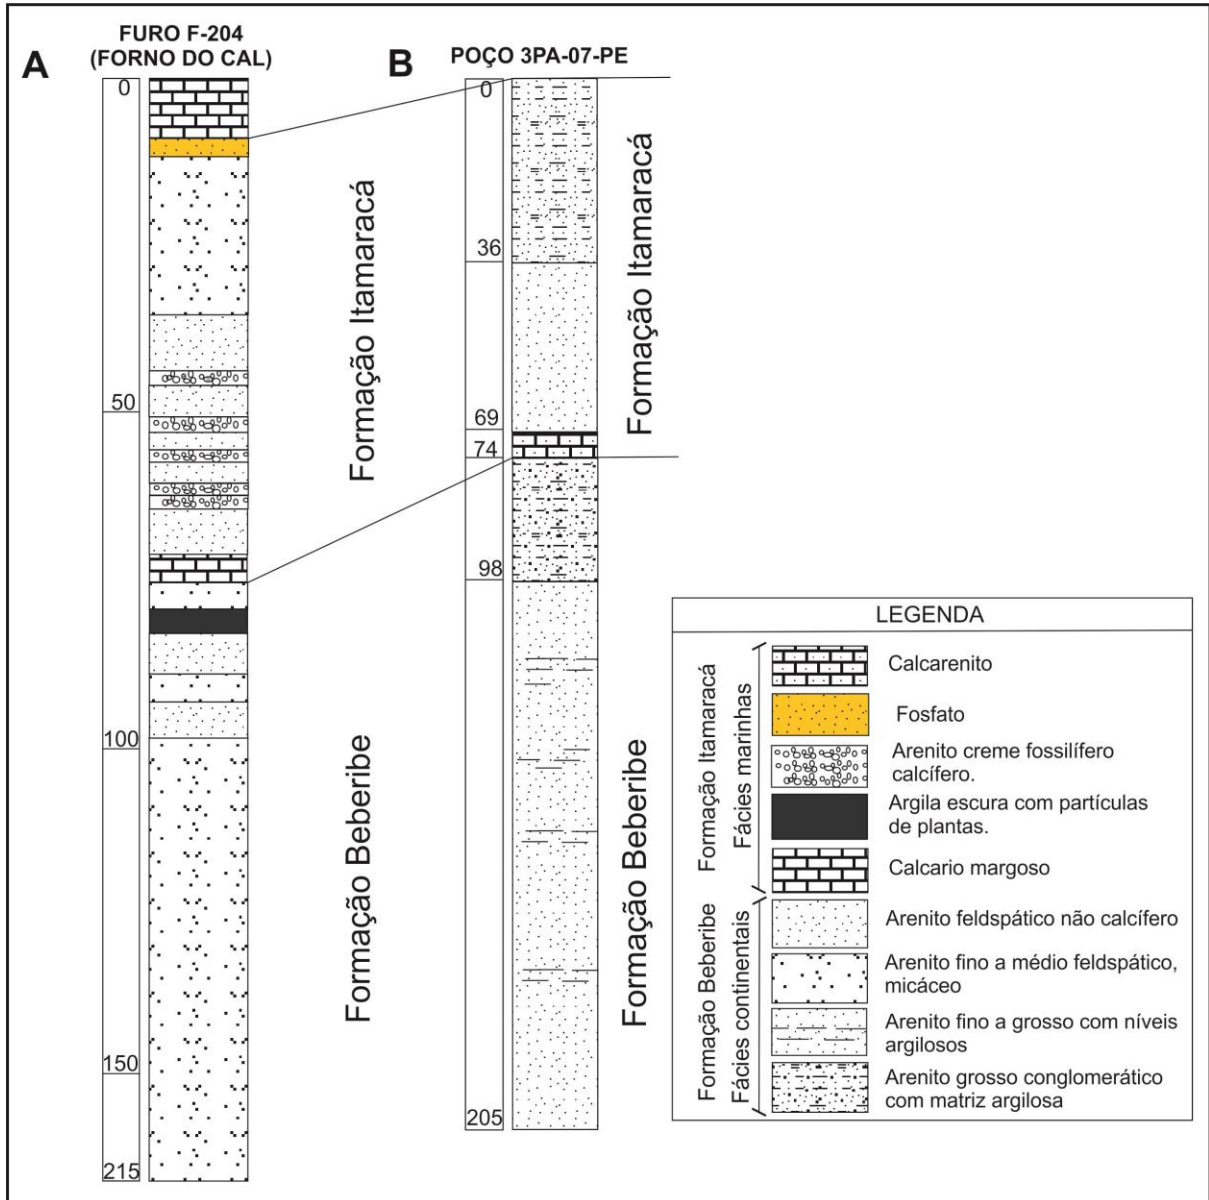 FURO F-204
(FORNO DO CAL)
A
0
50
100
150
215
Formação Itamaracá
Formação Beberibe
B
POÇO 3PA-07-PE
0
36
69
74
98
205
Formação Itamaracá
Formação Beberibe
LEGENDA
Formação Itamaracá
Fácies marinhas
Calcarenito
Fosfato
Arenito creme fossilífero
calcífero.
Argila escura com partículas
de plantas.
Calcario margoso
Formação Beberibe
Fácies continentais
Arenito feldspático não calcífero
Arenito fino a médio feldspático,
micáceo
Arenito fino a grosso com níveis
argilosos
Arenito grosso conglomerático
com matriz argilosa